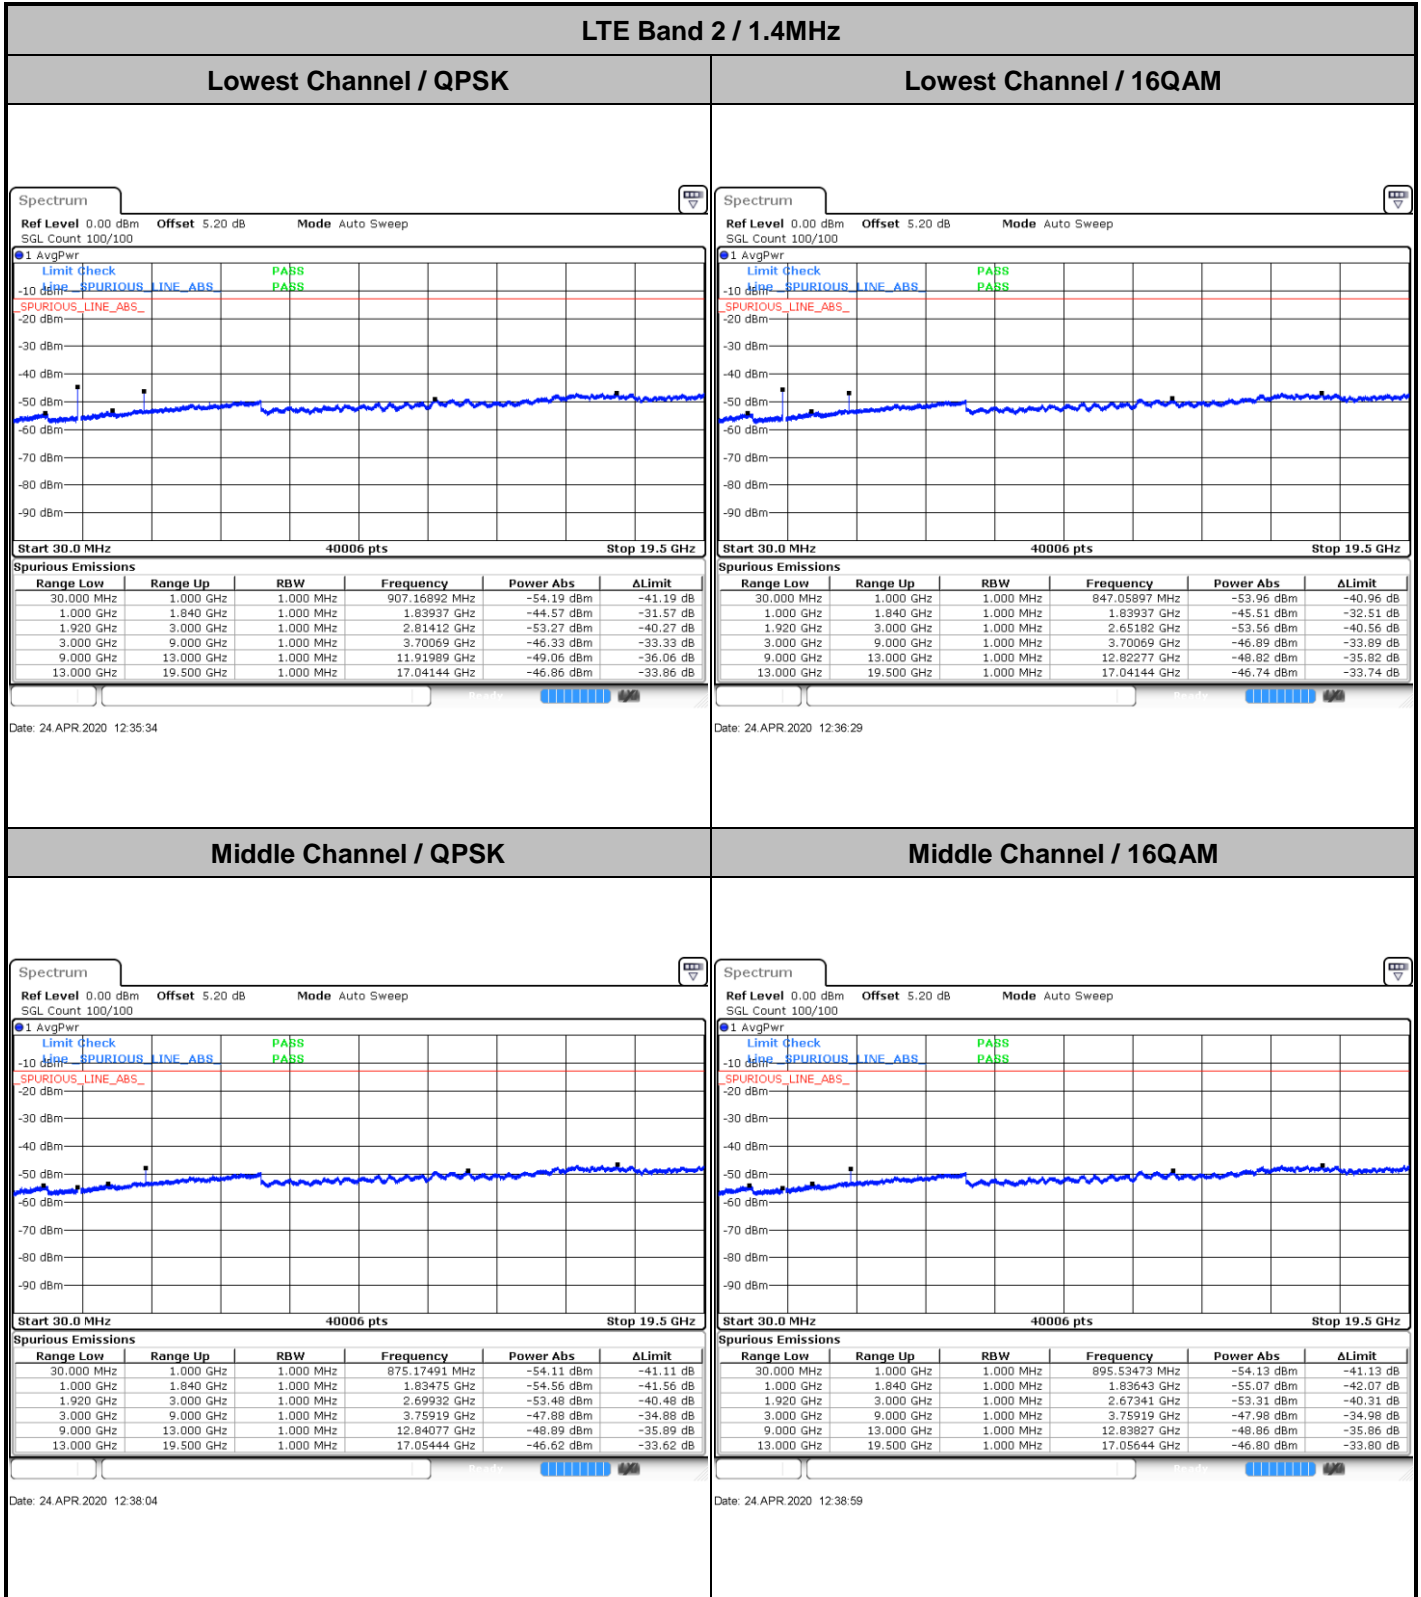 LTE Band 2 / 1.4MHz
Lowest Channel / QPSK
Lowest Channel / 16QAM
Spectrum
Ref Level 0.00 dBm Offset 5.20 dB Mode Auto Sweep
SGL Count 100/100
1 AvgPwr
Limit Check PASS
Line _SPURIOUS_LINE_ABS_ PASS
-10 dBm
_SPURIOUS_LINE_ABS_
-20 dBm
-30 dBm
-40 dBm
-50 dBm
-60 dBm
-70 dBm
-80 dBm
-90 dBm
Start 30.0 MHz 40006 pts Stop 19.5 GHz
Spurious Emissions
Range Low Range Up RBW Frequency Power Abs ΔLimit
30.000 MHz 1.000 GHz 1.000 MHz 907.16892 MHz -54.19 dBm -41.19 dB
1.000 GHz 1.840 GHz 1.000 MHz 1.83937 GHz -44.57 dBm -31.57 dB
1.920 GHz 3.000 GHz 1.000 MHz 2.81412 GHz -53.27 dBm -40.27 dB
3.000 GHz 9.000 GHz 1.000 MHz 3.70069 GHz -46.33 dBm -33.33 dB
9.000 GHz 13.000 GHz 1.000 MHz 11.91989 GHz -49.06 dBm -36.06 dB
13.000 GHz 19.500 GHz 1.000 MHz 17.04144 GHz -46.86 dBm -33.86 dB
Ready
Date: 24.APR.2020 12:35:34
Spectrum
Ref Level 0.00 dBm Offset 5.20 dB Mode Auto Sweep
SGL Count 100/100
1 AvgPwr
Limit Check PASS
Line _SPURIOUS_LINE_ABS_ PASS
-10 dBm
_SPURIOUS_LINE_ABS_
-20 dBm
-30 dBm
-40 dBm
-50 dBm
-60 dBm
-70 dBm
-80 dBm
-90 dBm
Start 30.0 MHz 40006 pts Stop 19.5 GHz
Spurious Emissions
Range Low Range Up RBW Frequency Power Abs ΔLimit
30.000 MHz 1.000 GHz 1.000 MHz 847.05897 MHz -53.96 dBm -40.96 dB
1.000 GHz 1.840 GHz 1.000 MHz 1.83937 GHz -45.51 dBm -32.51 dB
1.920 GHz 3.000 GHz 1.000 MHz 2.65182 GHz -53.56 dBm -40.56 dB
3.000 GHz 9.000 GHz 1.000 MHz 3.70069 GHz -46.89 dBm -33.89 dB
9.000 GHz 13.000 GHz 1.000 MHz 12.82277 GHz -48.82 dBm -35.82 dB
13.000 GHz 19.500 GHz 1.000 MHz 17.04144 GHz -46.74 dBm -33.74 dB
Ready
Date: 24.APR.2020 12:36:29
Middle Channel / QPSK
Middle Channel / 16QAM
Spectrum
Ref Level 0.00 dBm Offset 5.20 dB Mode Auto Sweep
SGL Count 100/100
1 AvgPwr
Limit Check PASS
Line _SPURIOUS_LINE_ABS_ PASS
-10 dBm
_SPURIOUS_LINE_ABS_
-20 dBm
-30 dBm
-40 dBm
-50 dBm
-60 dBm
-70 dBm
-80 dBm
-90 dBm
Start 30.0 MHz 40006 pts Stop 19.5 GHz
Spurious Emissions
Range Low Range Up RBW Frequency Power Abs ΔLimit
30.000 MHz 1.000 GHz 1.000 MHz 875.17491 MHz -54.11 dBm -41.11 dB
1.000 GHz 1.840 GHz 1.000 MHz 1.83475 GHz -54.56 dBm -41.56 dB
1.920 GHz 3.000 GHz 1.000 MHz 2.69932 GHz -53.48 dBm -40.48 dB
3.000 GHz 9.000 GHz 1.000 MHz 3.75919 GHz -47.88 dBm -34.88 dB
9.000 GHz 13.000 GHz 1.000 MHz 12.84077 GHz -48.89 dBm -35.89 dB
13.000 GHz 19.500 GHz 1.000 MHz 17.05444 GHz -46.62 dBm -33.62 dB
Ready
Date: 24.APR.2020 12:38:04
Spectrum
Ref Level 0.00 dBm Offset 5.20 dB Mode Auto Sweep
SGL Count 100/100
1 AvgPwr
Limit Check PASS
Line _SPURIOUS_LINE_ABS_ PASS
-10 dBm
_SPURIOUS_LINE_ABS_
-20 dBm
-30 dBm
-40 dBm
-50 dBm
-60 dBm
-70 dBm
-80 dBm
-90 dBm
Start 30.0 MHz 40006 pts Stop 19.5 GHz
Spurious Emissions
Range Low Range Up RBW Frequency Power Abs ΔLimit
30.000 MHz 1.000 GHz 1.000 MHz 895.53473 MHz -54.13 dBm -41.13 dB
1.000 GHz 1.840 GHz 1.000 MHz 1.83643 GHz -55.07 dBm -42.07 dB
1.920 GHz 3.000 GHz 1.000 MHz 2.67341 GHz -53.31 dBm -40.31 dB
3.000 GHz 9.000 GHz 1.000 MHz 3.75919 GHz -47.98 dBm -34.98 dB
9.000 GHz 13.000 GHz 1.000 MHz 12.83827 GHz -48.86 dBm -35.86 dB
13.000 GHz 19.500 GHz 1.000 MHz 17.05644 GHz -46.80 dBm -33.80 dB
Ready
Date: 24.APR.2020 12:38:59